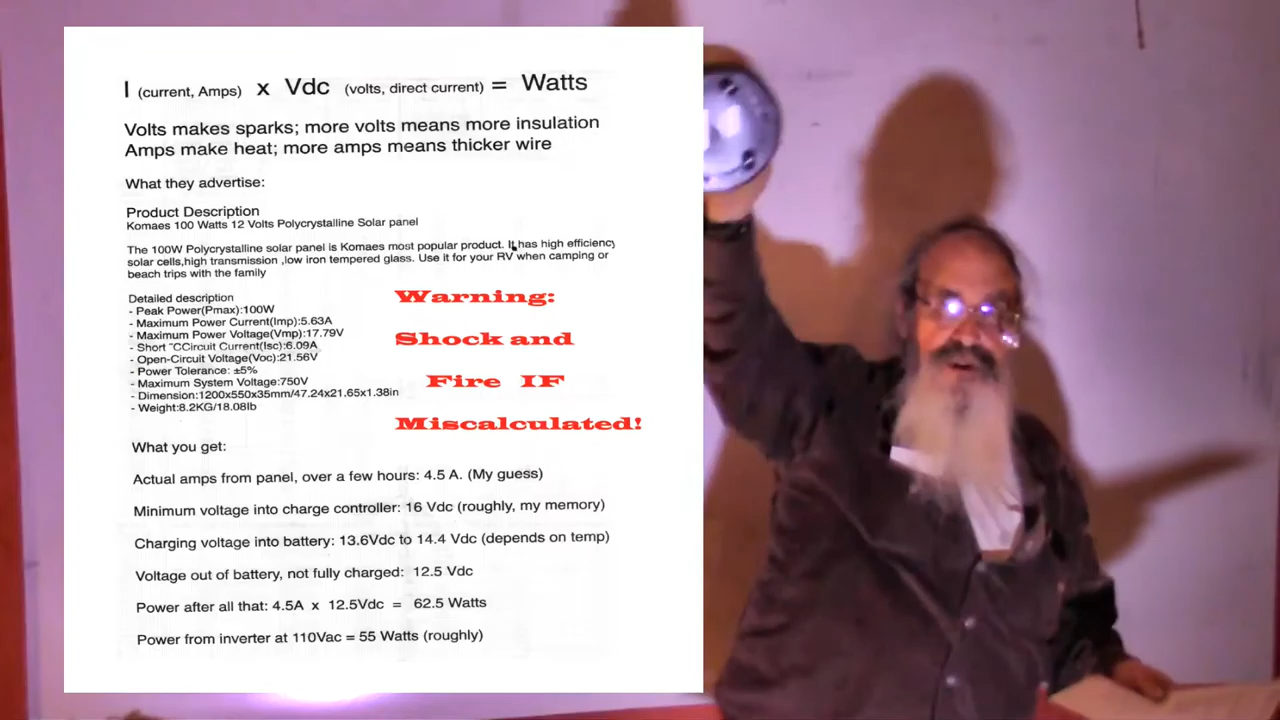 I (current, Amps) x Vdc (volts, direct current) = Watts
Volts makes sparks; more volts means more insulation
Amps make heat; more amps means thicker wire
What they advertise:
Product Description
Komaes 100 Watts 12 Volts Polycrystalline Solar panel
The 100W Polycrystalline solar panel is Komaes most popular product. It has high efficiency
solar cells,high transmission ,low iron tempered glass. Use it for your RV when camping or
beach trips with the family
Detailed description
- Peak Power(Pmax):100W
- Maximum Power Current(Imp):5.63A
- Maximum Power Voltage(Vmp):17.79V
- Short ˜CCircuit Current(Isc):6.09A
- Open-Circuit Voltage(Voc):21.56V
- Power Tolerance: ±5%
- Maximum System Voltage:750V
- Dimension:1200x550x35mm/47.24x21.65x1.38in
- Weight:8.2KG/18.08lb
Warning:
Shock and
Fire IF
Miscalculated!
What you get:
Actual amps from panel, over a few hours: 4.5 A. (My guess)
Minimum voltage into charge controller: 16 Vdc (roughly, my memory)
Charging voltage into battery: 13.6Vdc to 14.4 Vdc (depends on temp)
Voltage out of battery, not fully charged: 12.5 Vdc
Power after all that: 4.5A x 12.5Vdc = 62.5 Watts
Power from inverter at 110Vac = 55 Watts (roughly)